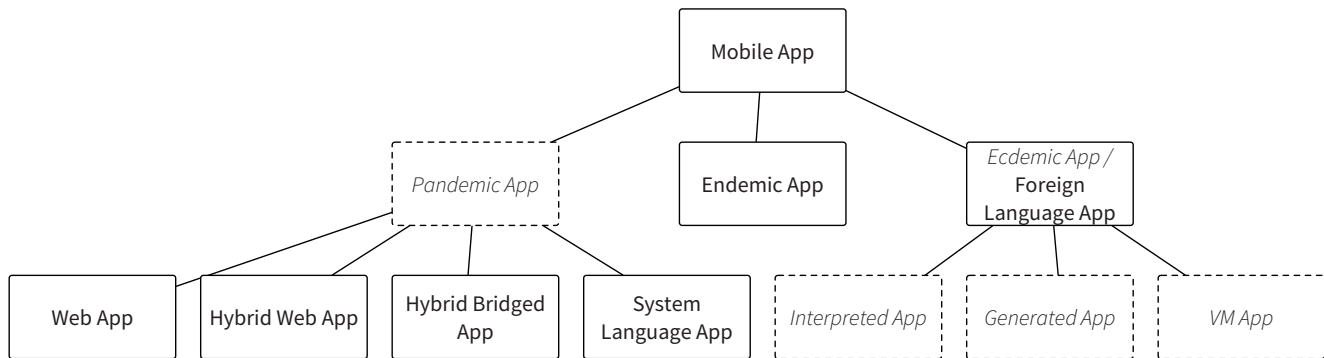 Mobile App
Pandemic App
Endemic App
Ecdemic App /
Foreign
Language App
Web App
Hybrid Web App
Hybrid Bridged
App
System
Language App
Interpreted App
Generated App
VM App